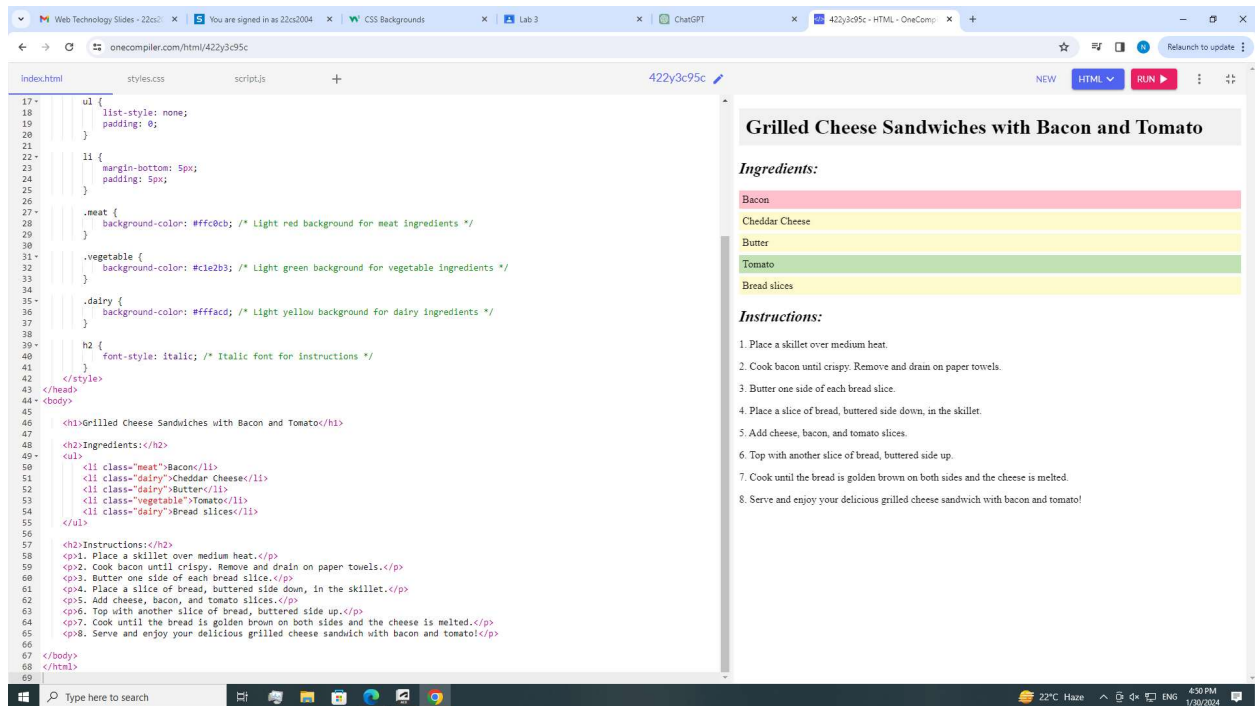 Web Technology Slides - 22cs2
You are signed in as 22cs2004
CSS Backgrounds
Lab 3
ChatGPT
422y3c95c - HTML - OneComp
onecompiler.com/html/422y3c95c
N
Relaunch to update
index.html
styles.css
script.js
+
422y3c95c
NEW
HTML
RUN
17 ul {
18 list-style: none;
19 padding: 0;
20 }
21
22 li {
23 margin-bottom: 5px;
24 padding: 5px;
25 }
26
27 .meat {
28 background-color: #ffc0cb; /* Light red background for meat ingredients */
29 }
30
31 .vegetable {
32 background-color: #c1e2b3; /* Light green background for vegetable ingredients */
33 }
34
35 .dairy {
36 background-color: #fffacd; /* Light yellow background for dairy ingredients */
37 }
38
39 h2 {
40 font-style: italic; /* Italic font for instructions */
41 }
42 </style>
43 </head>
44 <body>
45
46 <h1>Grilled Cheese Sandwiches with Bacon and Tomato</h1>
47
48 <h2>Ingredients:</h2>
49 <ul>
50 <li class="meat">Bacon</li>
51 <li class="dairy">Cheddar Cheese</li>
52 <li class="dairy">Butter</li>
53 <li class="vegetable">Tomato</li>
54 <li class="dairy">Bread slices</li>
55 </ul>
56
57 <h2>Instructions:</h2>
58 <p>1. Place a skillet over medium heat.</p>
59 <p>2. Cook bacon until crispy. Remove and drain on paper towels.</p>
60 <p>3. Butter one side of each bread slice.</p>
61 <p>4. Place a slice of bread, buttered side down, in the skillet.</p>
62 <p>5. Add cheese, bacon, and tomato slices.</p>
63 <p>6. Top with another slice of bread, buttered side up.</p>
64 <p>7. Cook until the bread is golden brown on both sides and the cheese is melted.</p>
65 <p>8. Serve and enjoy your delicious grilled cheese sandwich with bacon and tomato!</p>
66
67 </body>
68 </html>
69
Grilled Cheese Sandwiches with Bacon and Tomato
Ingredients:
Bacon
Cheddar Cheese
Butter
Tomato
Bread slices
Instructions:
1. Place a skillet over medium heat.
2. Cook bacon until crispy. Remove and drain on paper towels.
3. Butter one side of each bread slice.
4. Place a slice of bread, buttered side down, in the skillet.
5. Add cheese, bacon, and tomato slices.
6. Top with another slice of bread, buttered side up.
7. Cook until the bread is golden brown on both sides and the cheese is melted.
8. Serve and enjoy your delicious grilled cheese sandwich with bacon and tomato!
Type here to search
22°C Haze
ENG
4:50 PM
1/30/2024